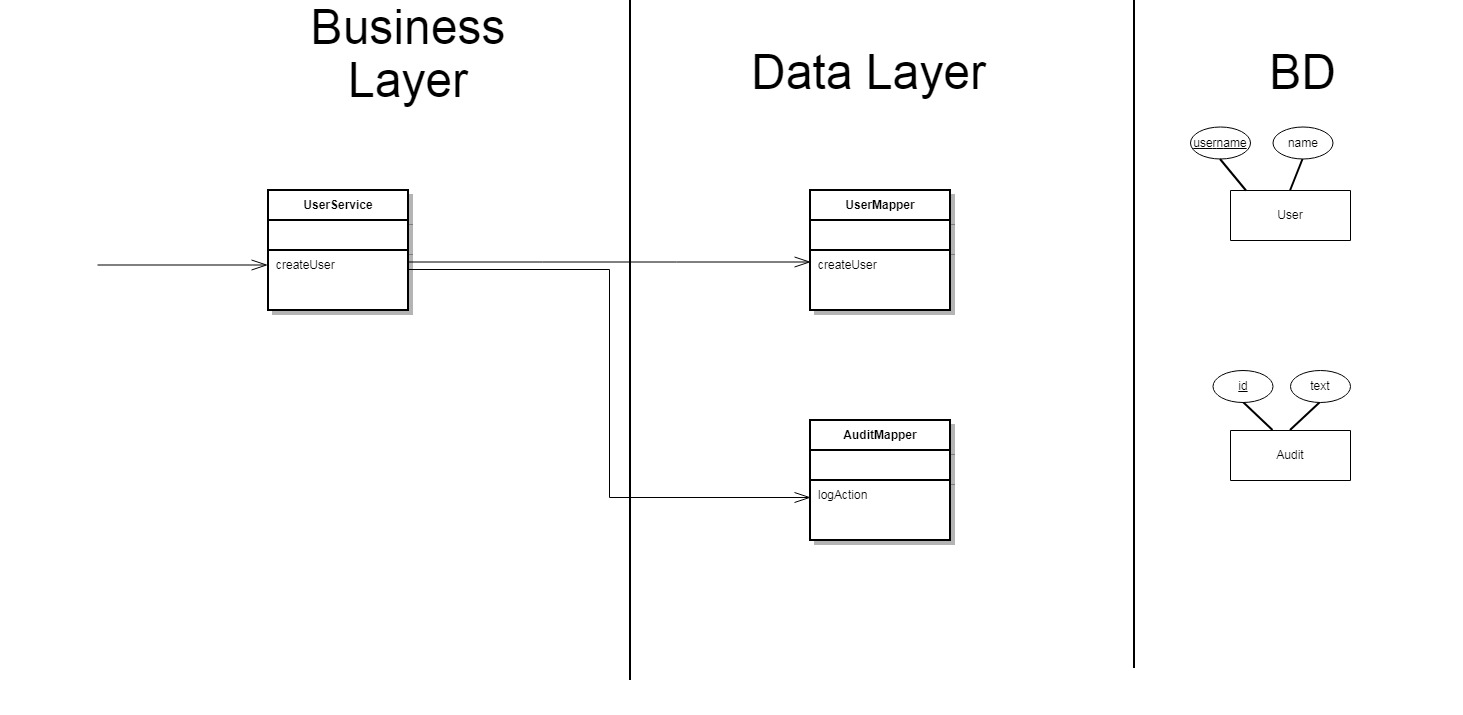 Business
Layer
Data Layer
BD
username
name
UserService
UserMapper
User
createUser
createUser
id
text
AuditMapper
Audit
logAction